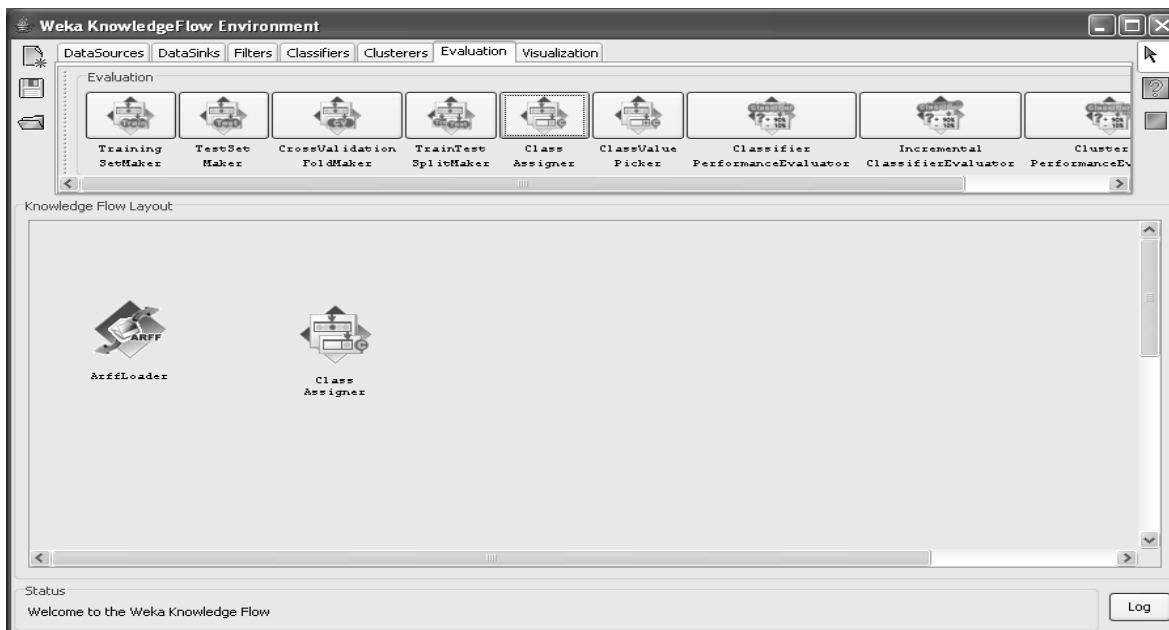 Weka KnowledgeFlow Environment
DataSources DataSinks Filters Classifiers Clusterers Evaluation Visualization
Evaluation
Training SetMaker
TestSet Maker
CrossValidation FoldMaker
TrainTest SplitMaker
Class Assigner
ClassValue Picker
Classifier PerformanceEvaluator
Incremental ClassifierEvaluator
Cluster PerformanceEv
Knowledge Flow Layout
ARFF
ArffLoader
Class
Assigner
Status
Welcome to the Weka Knowledge Flow
Log